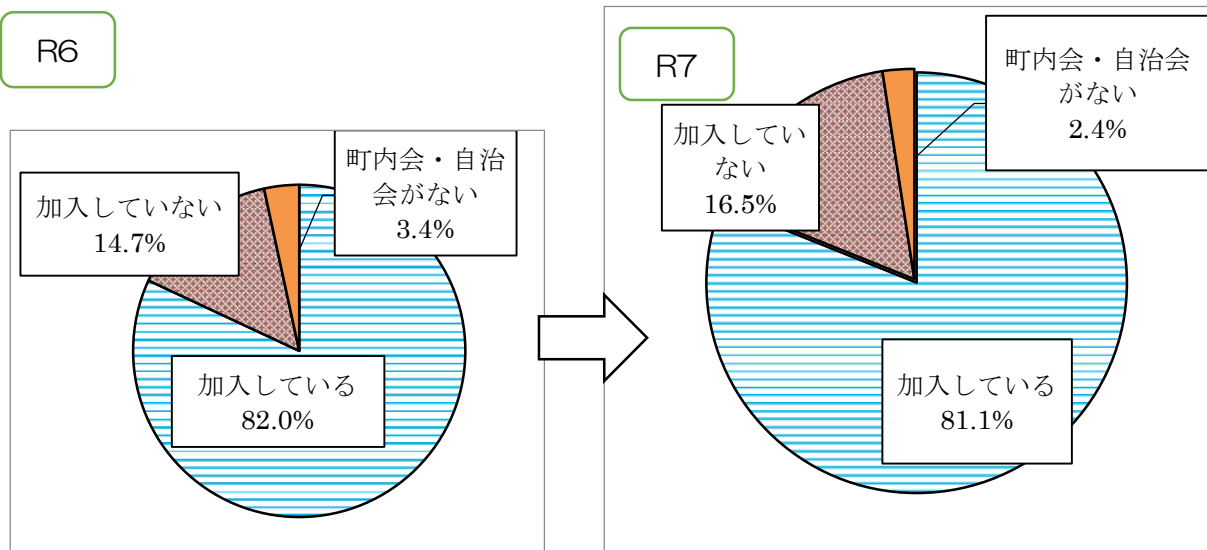 R6
加入していない
14.7%
町内会・自治
会がない
3.4%
加入している
82.0%
R7
加入してい
ない
16.5%
町内会・自治会
がない
2.4%
加入している
81.1%